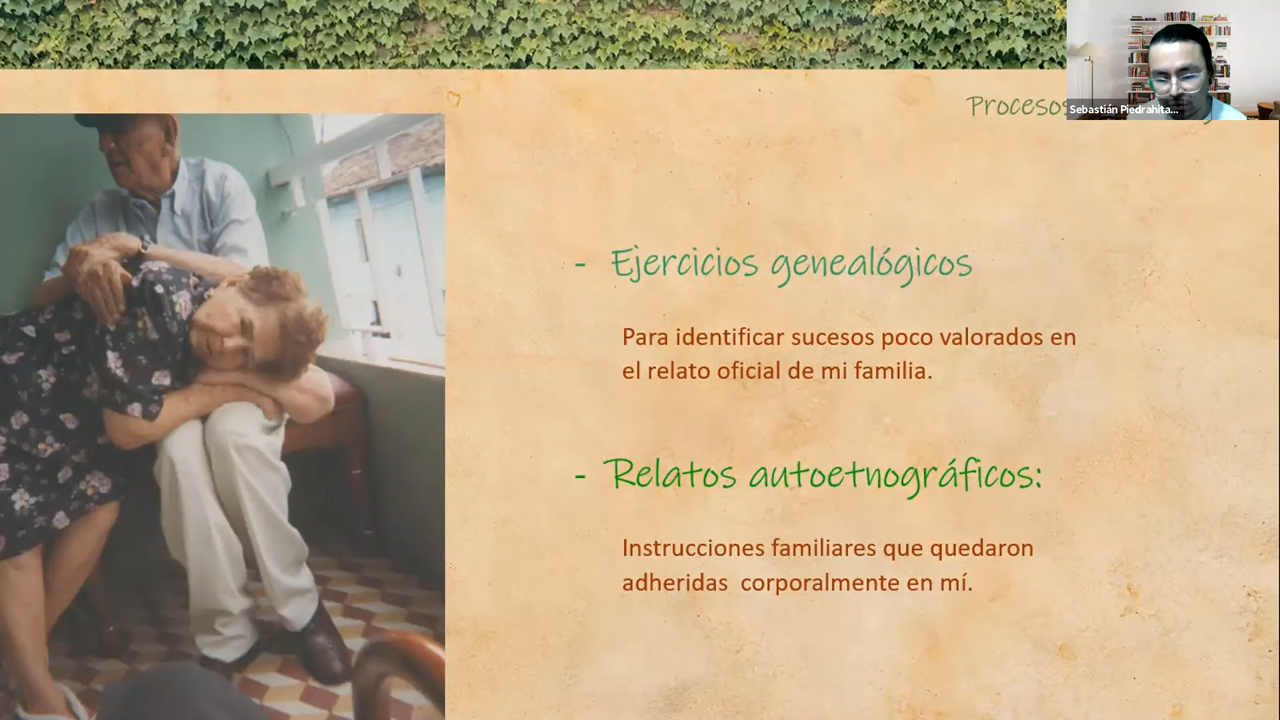 Procesos
Sebastián Piedrahita...
- Ejercicios genealógicos
Para identificar sucesos poco valorados en
el relato oficial de mi familia.
- Relatos autoetnográficos:
Instrucciones familiares que quedaron
adheridas corporalmente en mí.